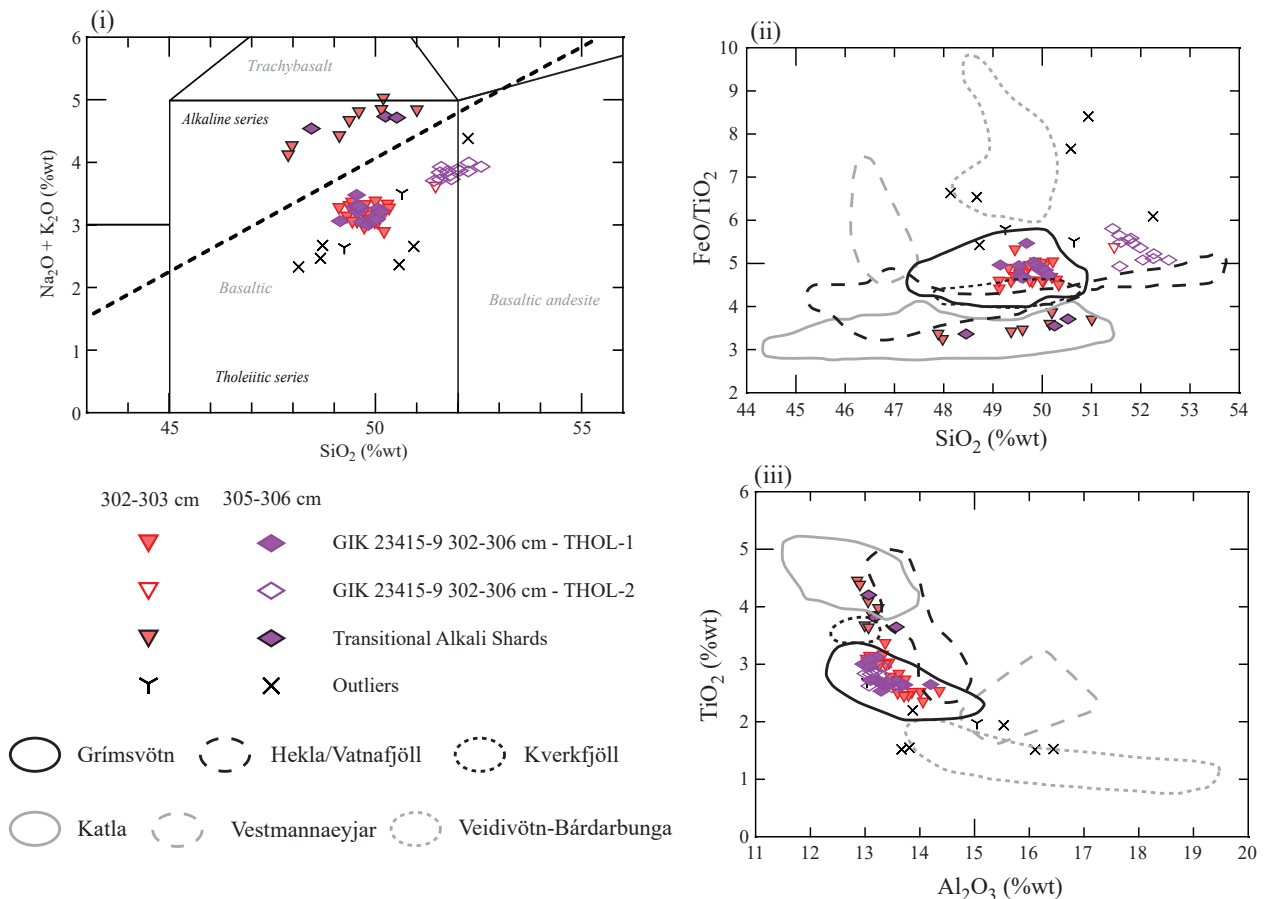 (i)
6
5
4
3
2
1
0
Na₂O + K₂O (%wt)
Trachybasalt
Alkaline series
Basaltic
Basaltic andesite
Tholeiitic series
45 50 55
SiO₂ (%wt)
(ii)
10
9
8
7
6
5
4
3
2
FeO/TiO₂
44 45 46 47 48 49 50 51 52 53 54
SiO₂ (%wt)
302-303 cm 305-306 cm
GIK 23415-9 302-306 cm - THOL-1
GIK 23415-9 302-306 cm - THOL-2
Transitional Alkali Shards
Outliers
Grímsvötn Hekla/Vatnafjöll Kverkfjöll
Katla Vestmannaeyjar Veidivötn-Bárdarbunga
(iii)
6
5
4
3
2
1
0
TiO₂ (%wt)
11 12 13 14 15 16 17 18 19 20
Al₂O₃ (%wt)